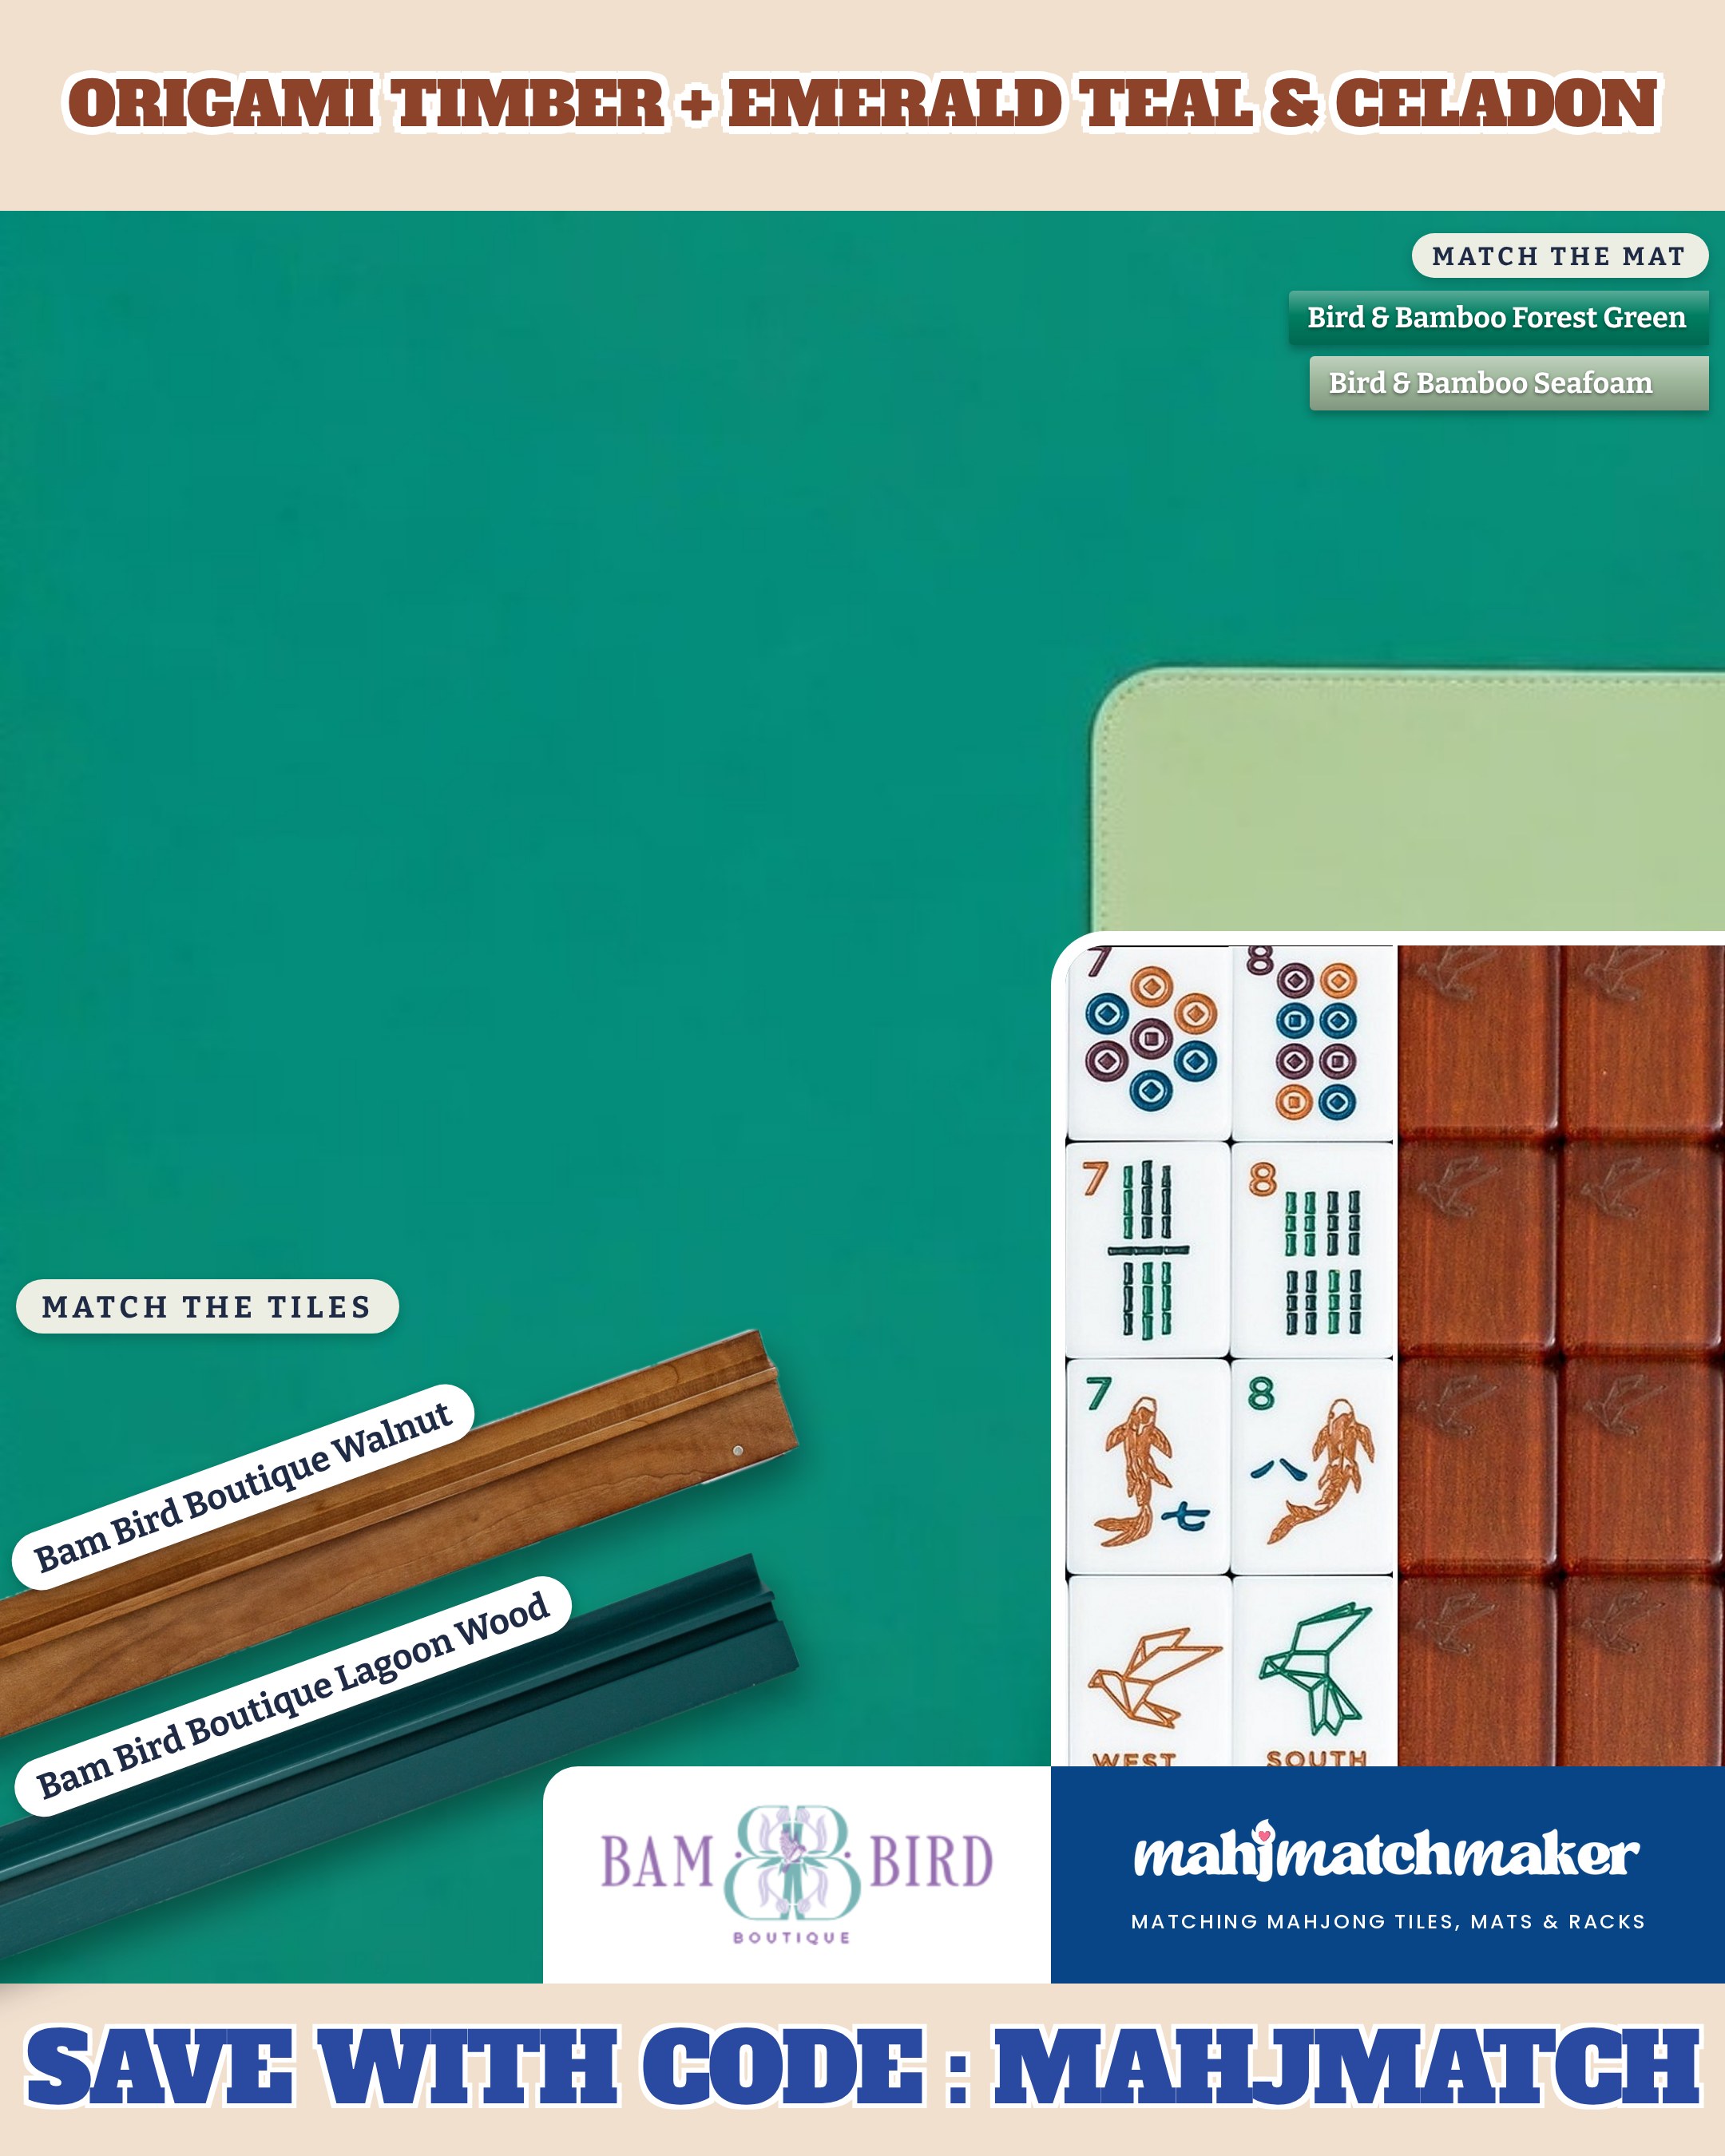 ORIGAMI TIMBER + EMERALD TEAL & CELADON
MATCH THE MAT
Bird & Bamboo Forest Green
Bird & Bamboo Seafoam
7 8
7 8
7 8
七 八
WEST SOUTH
MATCH THE TILES
Bam Bird Boutique Walnut
Bam Bird Boutique Lagoon Wood
BAM BIRD
BOUTIQUE
mahjmatchmaker
MATCHING MAHJONG TILES, MATS & RACKS
SAVE WITH CODE : MAHJMATCH